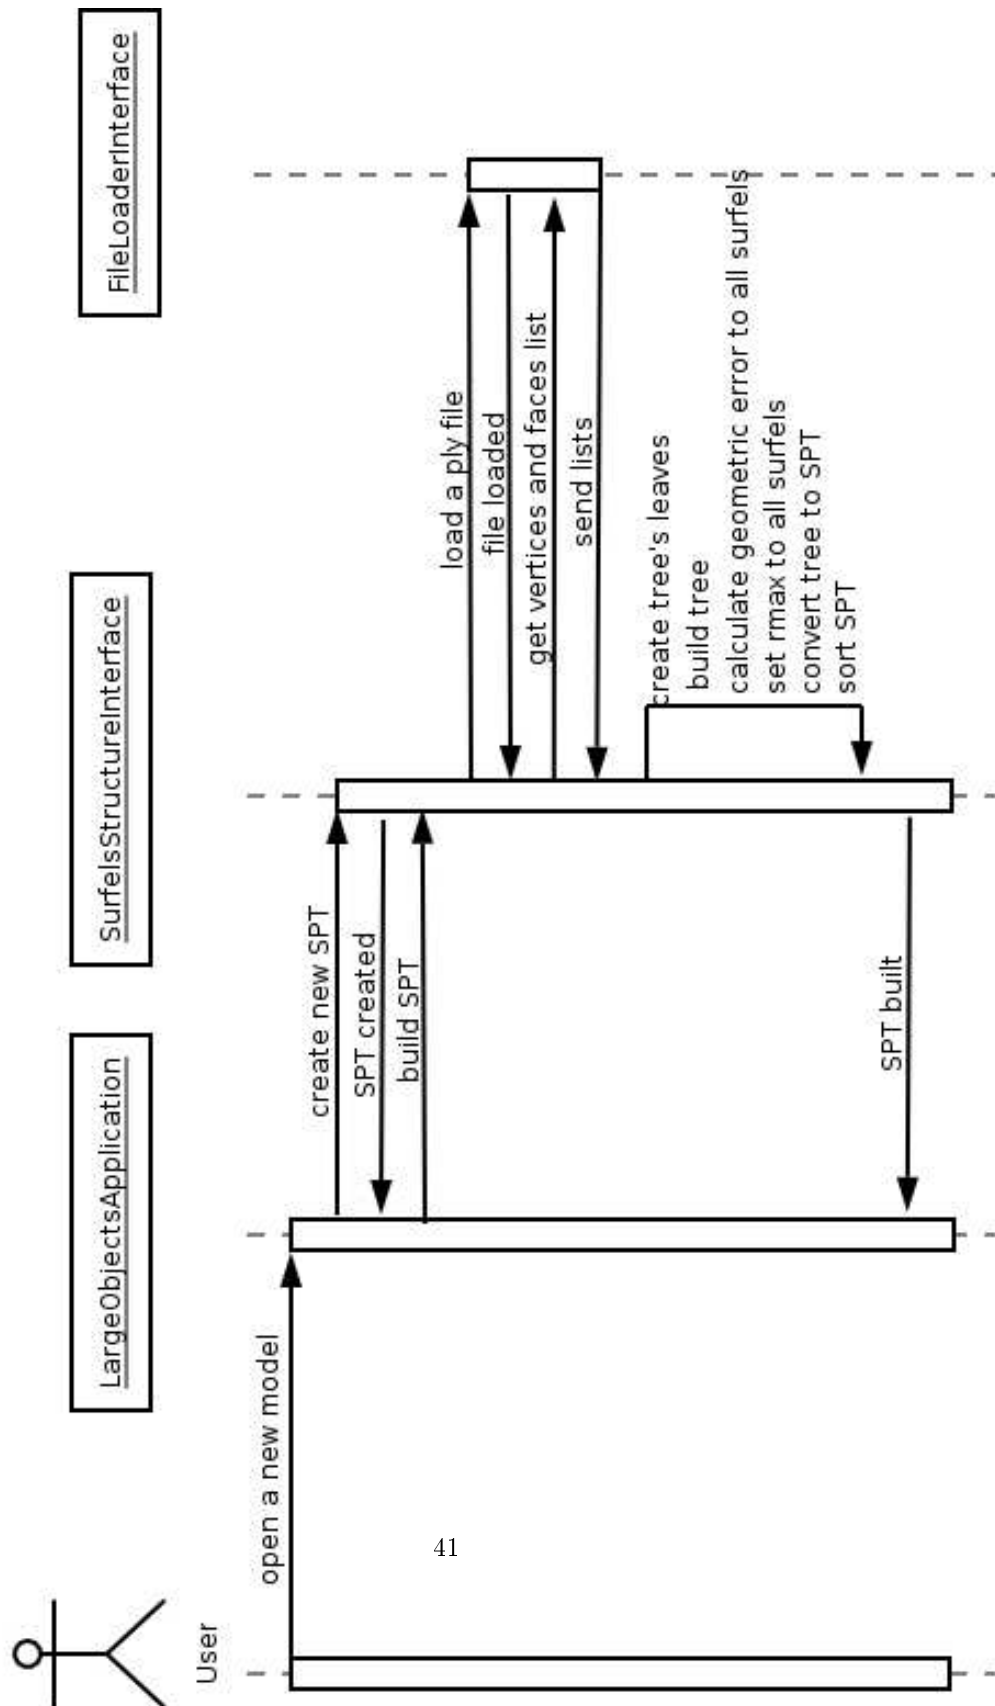 User
LargeObjectsApplication
SurfelsStructureInterface
FileLoaderInterface
open a new model
create new SPT
SPT created
build SPT
load a ply file
file loaded
get vertices and faces list
send lists
create tree's leaves
build tree
calculate geometric error to all surfels
set rmax to all surfels
convert tree to SPT
sort SPT
SPT built
41